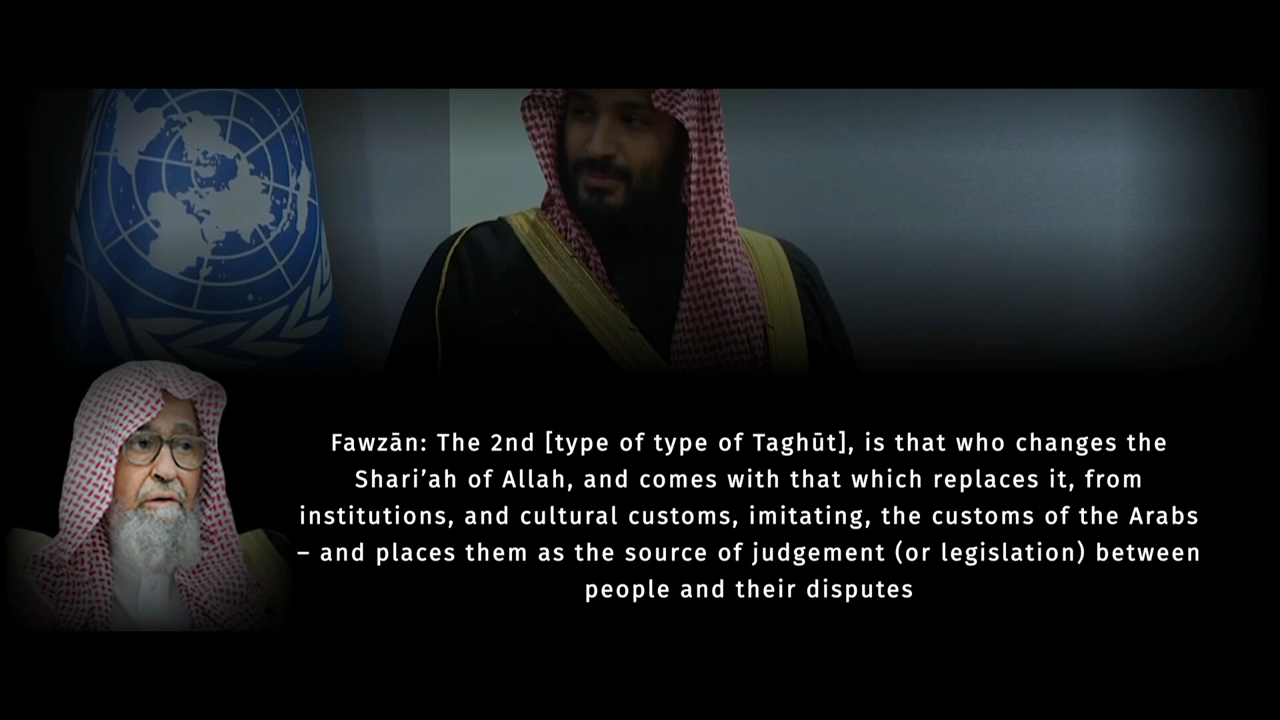 Fawzān: The 2nd [type of type of Taghūt], is that who changes the
Shari’ah of Allah, and comes with that which replaces it, from
institutions, and cultural customs, imitating, the customs of the Arabs
– and places them as the source of judgement (or legislation) between
people and their disputes